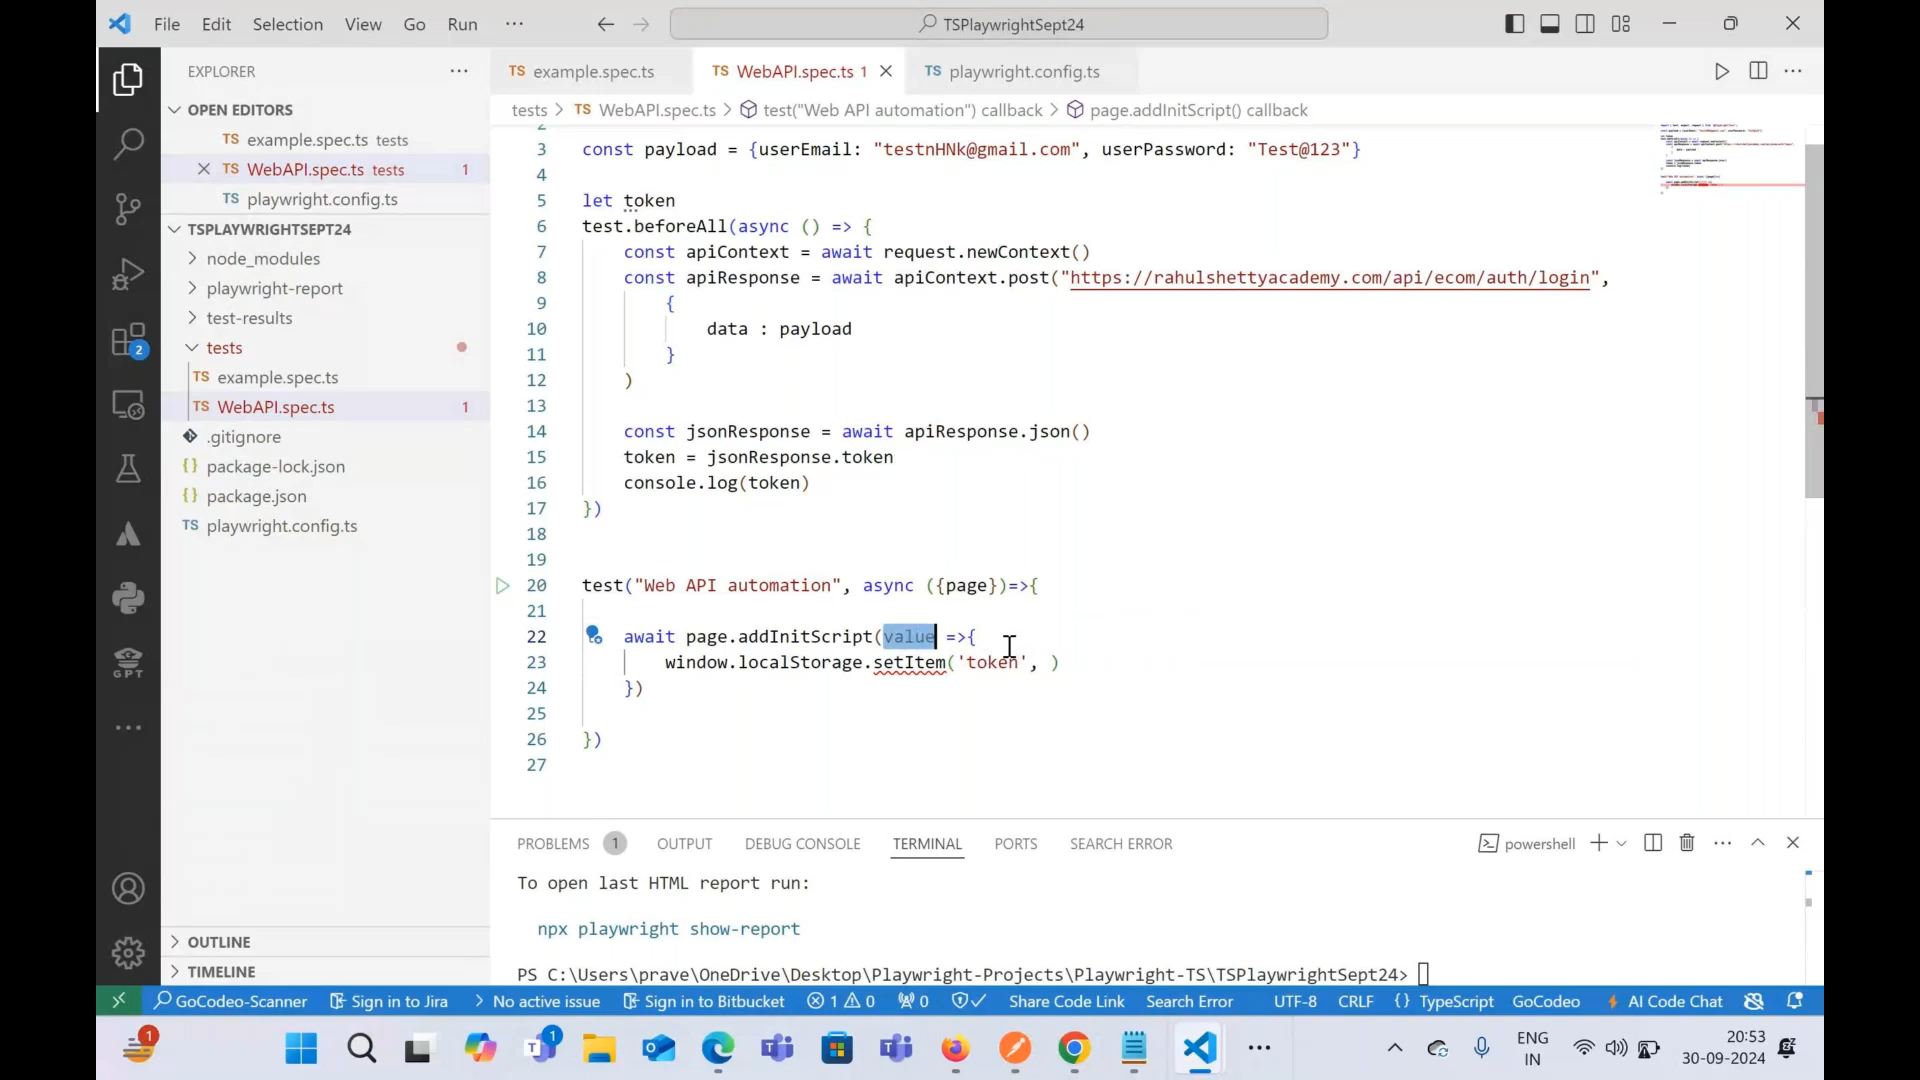 File Edit Selection View Go Run ···
TSPlaywrightSept24
EXPLORER ···
OPEN EDITORS
TS example.spec.ts tests
TS WebAPI.spec.ts tests 1
playwright.config.ts
TSPLAYWRIGHTSEPT24
node_modules
playwright-report
test-results
tests
TS example.spec.ts
TS WebAPI.spec.ts 1
.gitignore
{} package-lock.json
{} package.json
TS playwright.config.ts
OUTLINE
TIMELINE
2
GPT
TS example.spec.ts
TS WebAPI.spec.ts 1
TS playwright.config.ts
tests > TS WebAPI.spec.ts > test("Web API automation") callback > page.addInitScript() callback
2
3 const payload = {userEmail: "testnHNk@gmail.com", userPassword: "Test@123"}
4
5 let token
6 test.beforeAll(async () => {
7 const apiContext = await request.newContext()
8 const apiResponse = await apiContext.post("https://rahulshettyacademy.com/api/ecom/auth/login",
9 {
10 data : payload
11 }
12 )
13
14 const jsonResponse = await apiResponse.json()
15 token = jsonResponse.token
16 console.log(token)
17 })
18
19
20 test("Web API automation", async ({page})=>{
21
22 await page.addInitScript(value =>{
23 window.localStorage.setItem('token', )
24 })
25
26 })
27
PROBLEMS 1 OUTPUT DEBUG CONSOLE TERMINAL PORTS SEARCH ERROR
powershell
To open last HTML report run:
npx playwright show-report
PS C:\Users\prave\OneDrive\Desktop\Playwright-Projects\Playwright-TS\TSPlaywrightSept24>
GoCodeo-Scanner Sign in to Jira No active issue Sign in to Bitbucket 1 0 0 Share Code Link Search Error UTF-8 CRLF {} TypeScript GoCodeo AI Code Chat
1
1
ENG
IN
20:53
30-09-2024